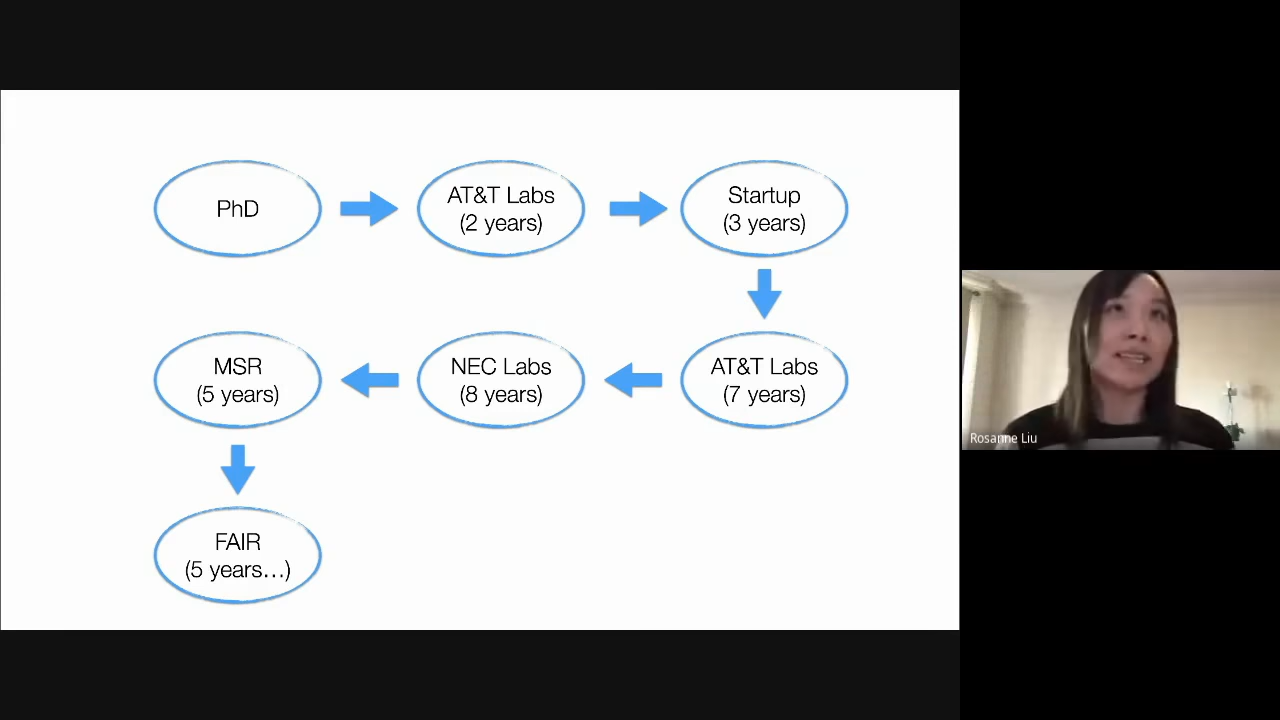 PhD
AT&T Labs
(2 years)
Startup
(3 years)
MSR
(5 years)
NEC Labs
(8 years)
AT&T Labs
(7 years)
FAIR
(5 years...)
Rosanne Liu